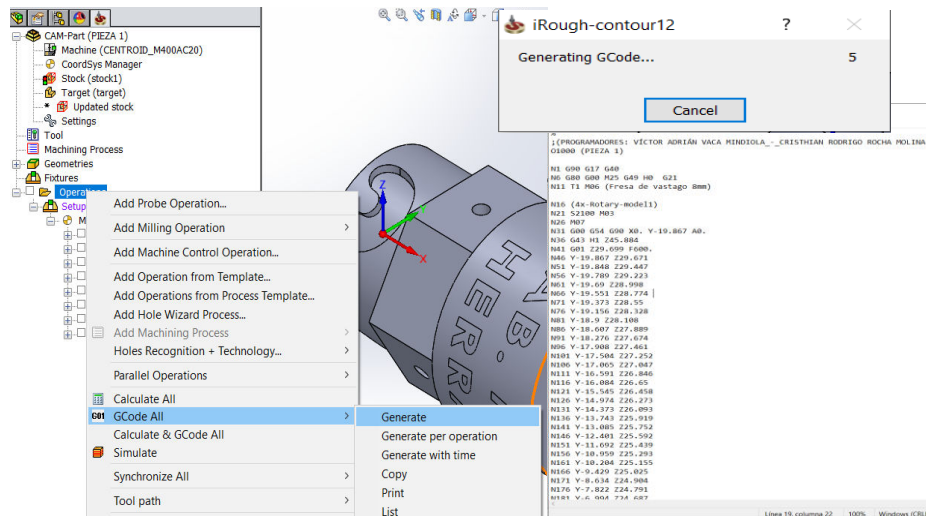 CAM-Part (PIEZA 1)
Machine (CENTROID_M400AC20)
CoordSys Manager
Stock (stock1)
Target (target)
Updated stock
Settings
Tool
Machining Process
Geometries
Fixtures
Operations
Setup
M
Add Probe Operation...
Add Milling Operation
Add Machine Control Operation...
Add Operation from Template...
Add Operations from Process Template...
Add Hole Wizard Process...
Add Machining Process
Holes Recognition + Technology...
Parallel Operations
Calculate All
G01 GCode All
Calculate & GCode All
Simulate
Synchronize All
Tool path
Generate
Generate per operation
Generate with time
Copy
Print
List
Z
Y
X
HERR
iRough-contour12 ?
Generating GCode... 5
Cancel
;(PROGRAMADORES: VÍCTOR ADRIÁN VACA MINDIOLA_-_CRISTHIAN RODRIGO ROCHA MOLINA
O1000 (PIEZA 1)
N1 G90 G17 G40
N6 G80 G00 M25 G49 H0 G21
N11 T1 M06 (Fresa de vastago 8mm)
N16 (4x-Rotary-model1)
N21 S2100 M03
N26 M07
N31 G00 G54 G90 X0. Y-19.867 A0.
N36 G43 H1 Z45.884
N41 G01 Z29.699 F600.
N46 Y-19.867 Z29.671
N51 Y-19.848 Z29.447
N56 Y-19.789 Z29.223
N61 Y-19.69 Z28.998
N66 Y-19.551 Z28.774
N71 Y-19.373 Z28.55
N76 Y-19.156 Z28.328
N81 Y-18.9 Z28.108
N86 Y-18.607 Z27.889
N91 Y-18.276 Z27.674
N96 Y-17.908 Z27.461
N101 Y-17.504 Z27.252
N106 Y-17.065 Z27.047
N111 Y-16.591 Z26.846
N116 Y-16.084 Z26.65
N121 Y-15.545 Z26.458
N126 Y-14.974 Z26.273
N131 Y-14.373 Z26.093
N136 Y-13.743 Z25.919
N141 Y-13.085 Z25.752
N146 Y-12.401 Z25.592
N151 Y-11.692 Z25.439
N156 Y-10.959 Z25.293
N161 Y-10.204 Z25.155
N166 Y-9.429 Z25.025
N171 Y-8.634 Z24.904
N176 Y-7.822 Z24.791
N181 Y-6.994 Z24.687
Línea 19, columna 22 100% Windows (CRL